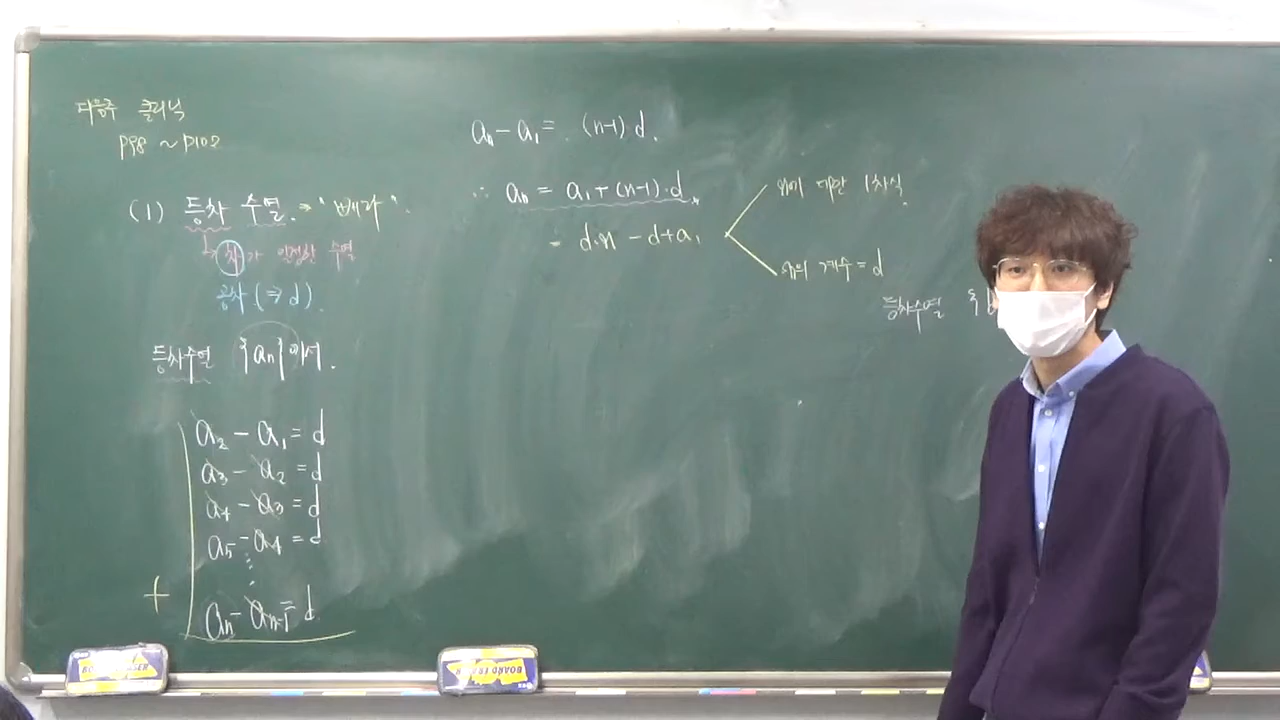 다음주 클리닉
p98 ~ p102
(1) 등차 수열. → "빼라".
↳ 차가 일정한 수열
공차 (⇒ d).
등차수열 {aₙ}에서.
a₂ - a₁ = d
a₃ - a₂ = d
a₄ - a₃ = d
a₅ - a₄ = d
⋮
aₙ - aₙ₋₁ = d
+
aₙ - a₁ = (n-1)·d.
∴ aₙ = a₁ + (n-1)·d
= d·n - d + a₁
n에 대한 1차식
n의 계수 = d
등차수열 {
BOARD ERASER